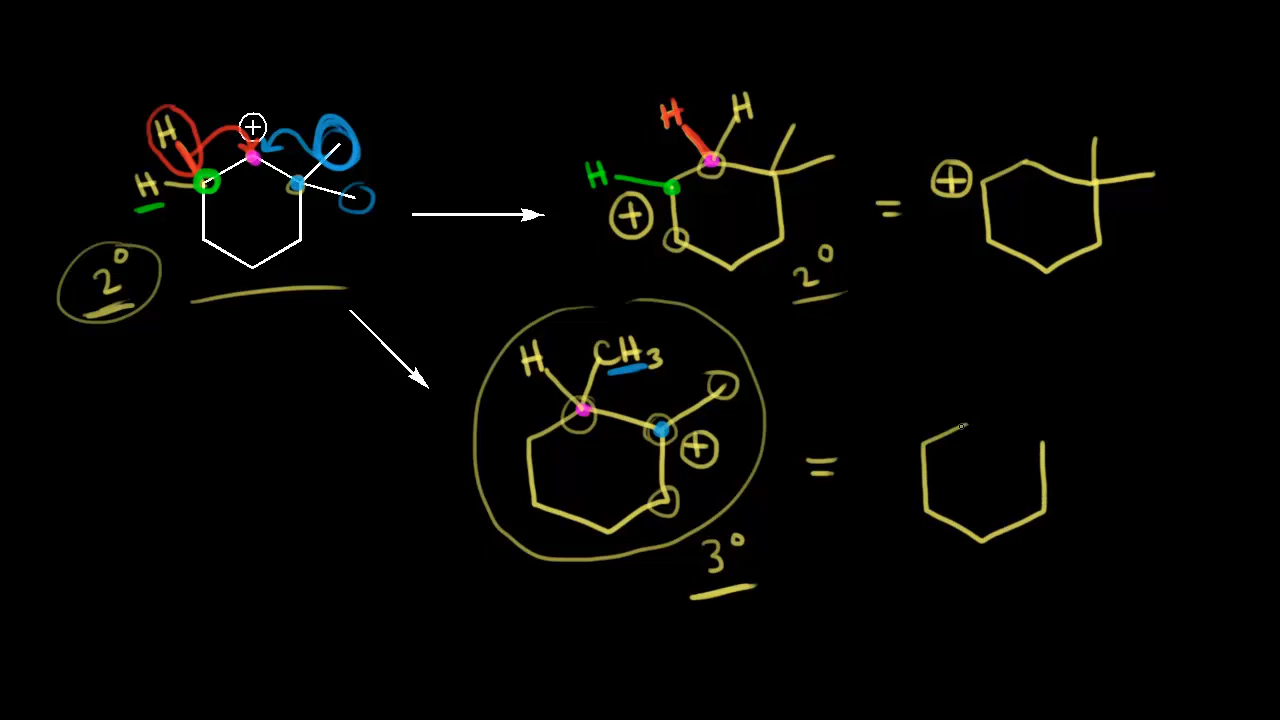 H
+
H
2°
H H
H
+
2°
=
+
H CH3
+
3°
=